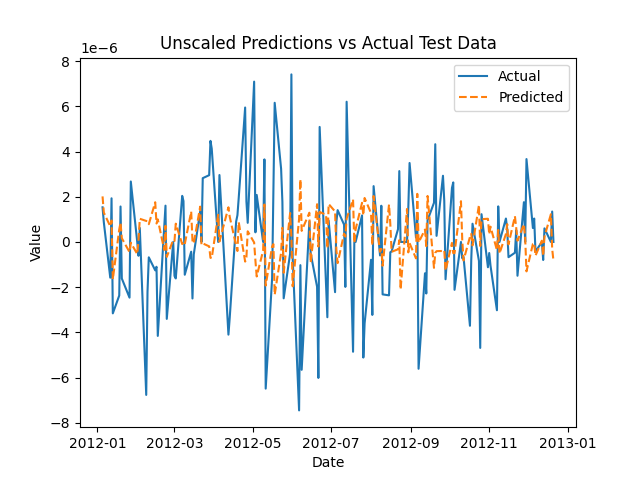 Unscaled Predictions vs Actual Test Data
1e−6
Actual
Predicted
8
6
4
2
0
−2
−4
−6
−8
Value
2012-01
2012-03
2012-05
2012-07
2012-09
2012-11
2013-01
Date